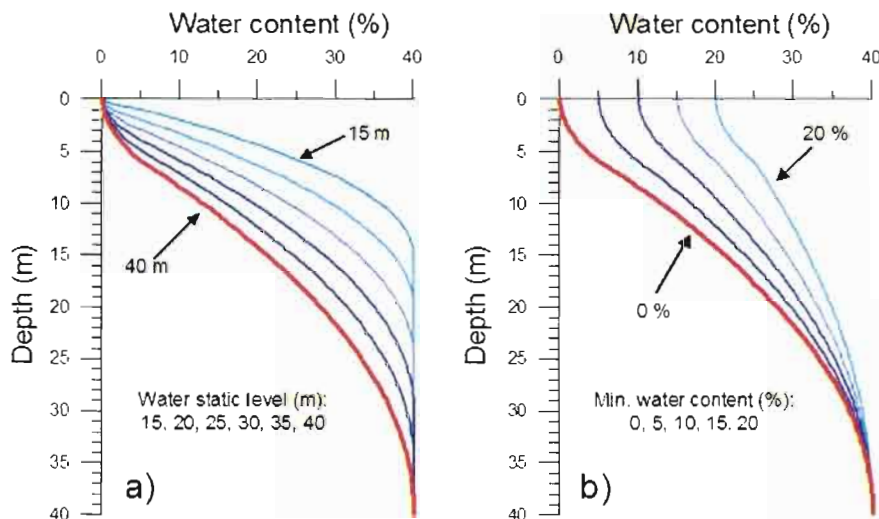 Water content (%)
0 10 20 30 40
Depth (m)
0
5
10
15
20
25
30
35
40
15 m
40 m
Water static level (m):
15, 20, 25, 30, 35, 40
a)
Water content (%)
0 10 20 30 40
Depth (m)
0
5
10
15
20
25
30
35
40
20 %
0 %
Min. water content (%):
0, 5, 10, 15, 20
b)